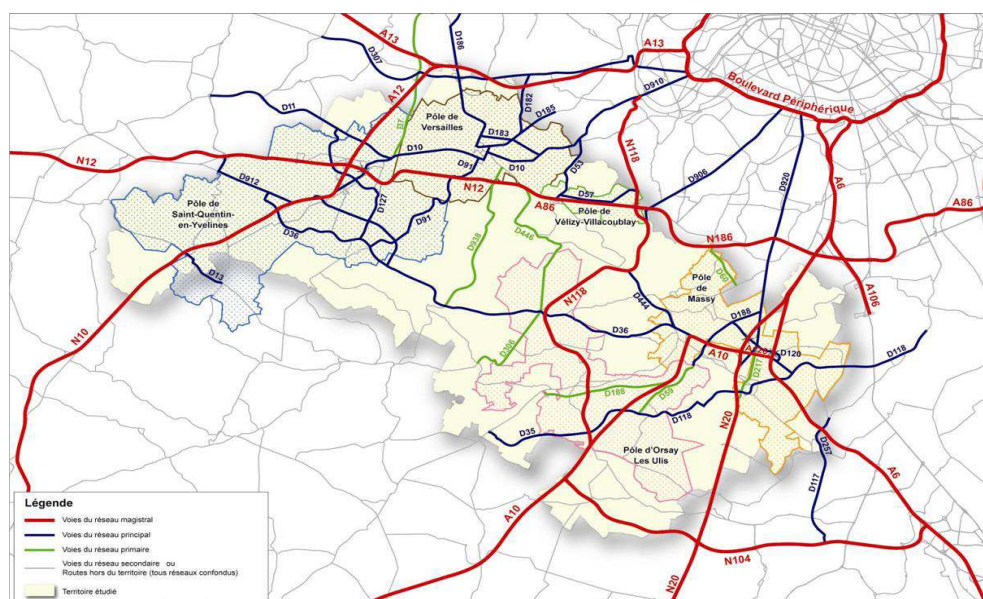 A13
D186
D307
A12
D7
D182
D185
A13
D910
Boulevard Périphérique
D11
Pôle de
Versailles
D183
D10
D91
D10
D53
N118
N12
D912
D127
N12
A86
D57
D906
D920
A6
A86
Pôle de
Saint-Quentin-
en-Yvelines
D36
D91
D938
D446
Pôle de
Vélizy-Villacoublay
N186
D60
Pôle
de
Massy
A106
D13
N10
N118
D444
D188
D36
D306
A10
D120
D217
D118
D188
D59
D118
D35
N20
Pôle d'Orsay
Les Ulis
D257
D117
A6
A10
N104
N20
Légende
Voies du réseau magistral
Voies du réseau principal
Voies du réseau primaire
Voies du réseau secondaire ou
Routes hors du territoire (tous réseaux confondus)
Territoire étudié